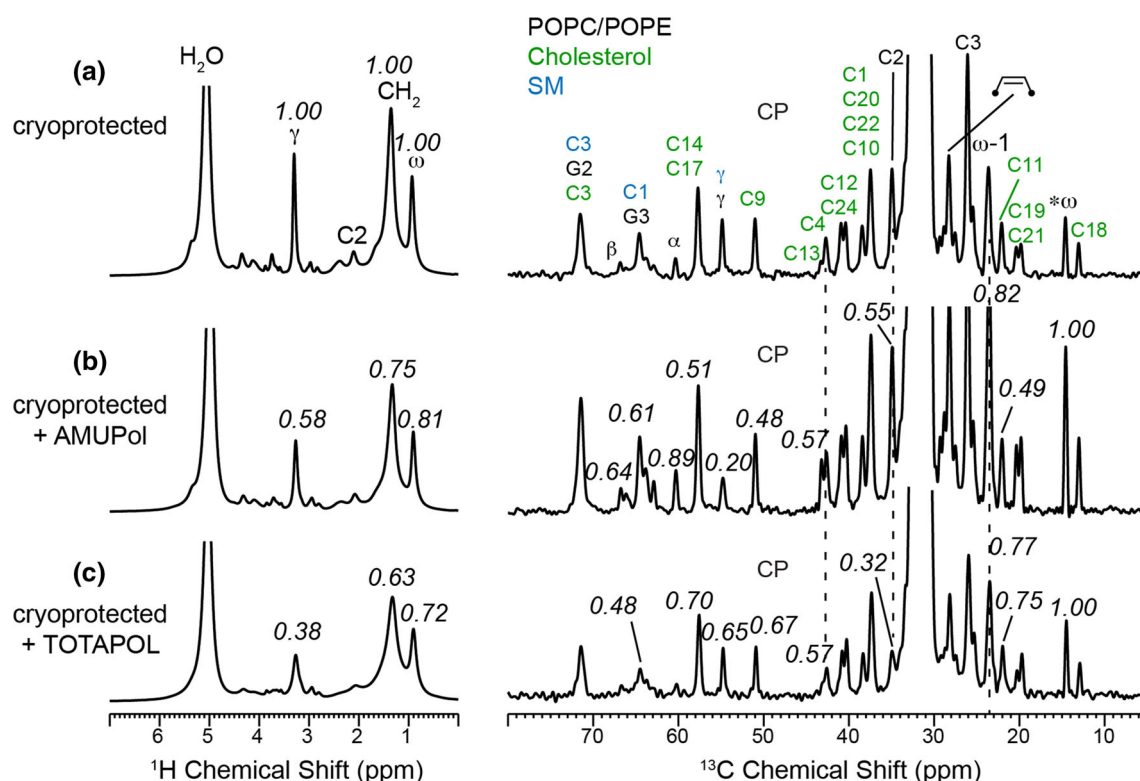 (a)
cryoprotected
H2O
1.00
γ
1.00
CH2
1.00
ω
C2
POPC/POPE
Cholesterol
SM
CP
C3
G2
C3
β
C1
G3
α
C14
C17
γ
γ
C9
C13
C4
C12
C24
C1
C20
C22
C10
C2
C3
ω-1
C11
C19
C21
*ω
C18
(b)
cryoprotected
+ AMUPol
0.58
0.75
0.81
CP
0.64
0.61
0.89
0.51
0.20
0.48
0.57
0.55
0.82
0.49
1.00
(c)
cryoprotected
+ TOTAPOL
0.38
0.63
0.72
CP
0.48
0.70
0.65
0.67
0.57
0.32
0.77
0.75
1.00
6 5 4 3 2 1
1H Chemical Shift (ppm)
70 60 50 40 30 20 10
13C Chemical Shift (ppm)